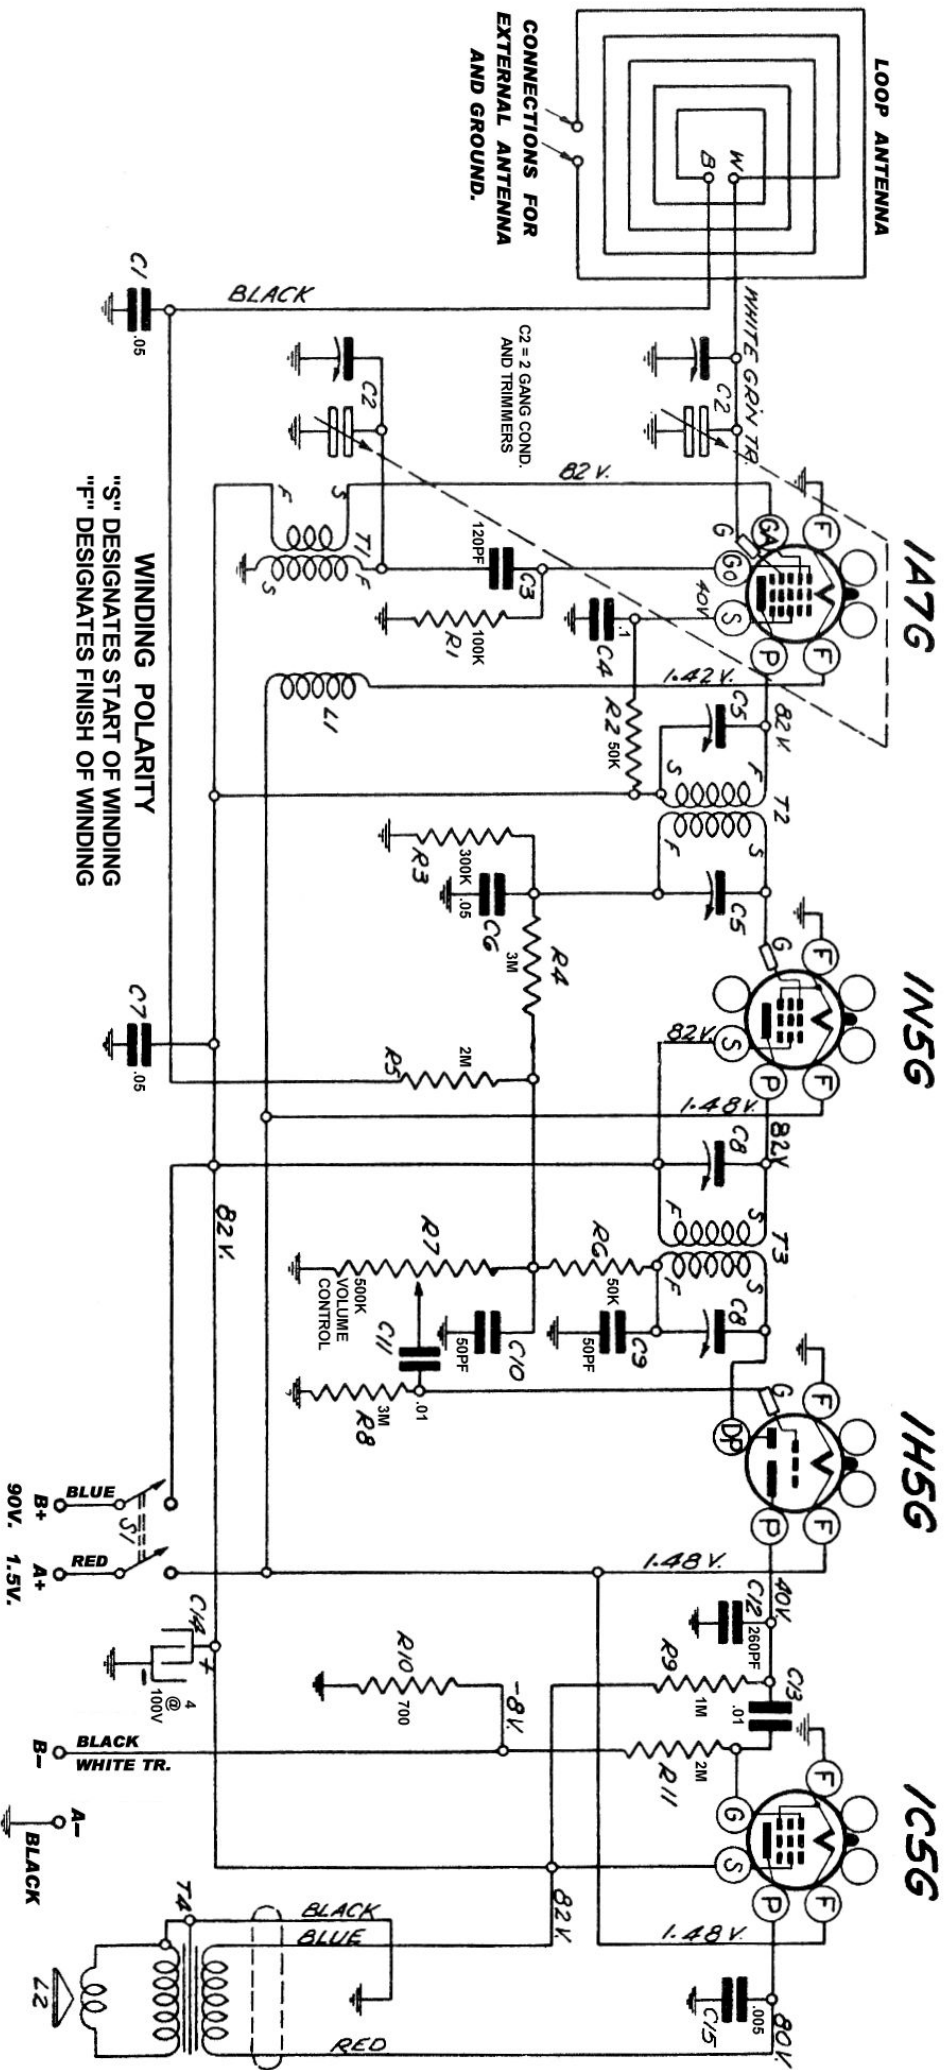 LOOP ANTENNA
W
B
CONNECTIONS FOR
EXTERNAL ANTENNA
AND GROUND.
WHITE GRN TR.
BLACK
C1
.05
C2
C2
C2 = 2 GANG COND.
AND TRIMMERS
1A7G
F
GA
G
GO
S
P
F
82 V.
40V
120PF
C3
100K
R1
.1
C4
T1
S
F
F
S
1.42V.
L1
R2
50K
C5
82 V
F
S
T2
S
F
C5
WINDING POLARITY
"S" DESIGNATES START OF WINDING
"F" DESIGNATES FINISH OF WINDING
R3
300K
.05
C6
R4
3M
1N5G
F
G
S
P
F
82V.
C7
.05
R5
2M
1.48V.
82V
C8
S
F
T3
S
F
C8
82 V.
R6
50K
C9
50PF
R7
500K
VOLUME
CONTROL
C10
50PF
C11
.01
R8
3M
1H5G
F
G
DP
P
F
1.48 V.
40V.
C12
260PF
C13
.01
R9
1M
BLUE
B+
90V.
S1
RED
A+
1.5V.
C14
+
-
4
@
100V
R10
700
-8V.
R11
2M
B-
BLACK
WHITE TR.
A-
BLACK
1C5G
F
G
S
P
F
82V.
1.48 V.
C15
.005
80V.
T4
BLACK
BLUE
RED
L2